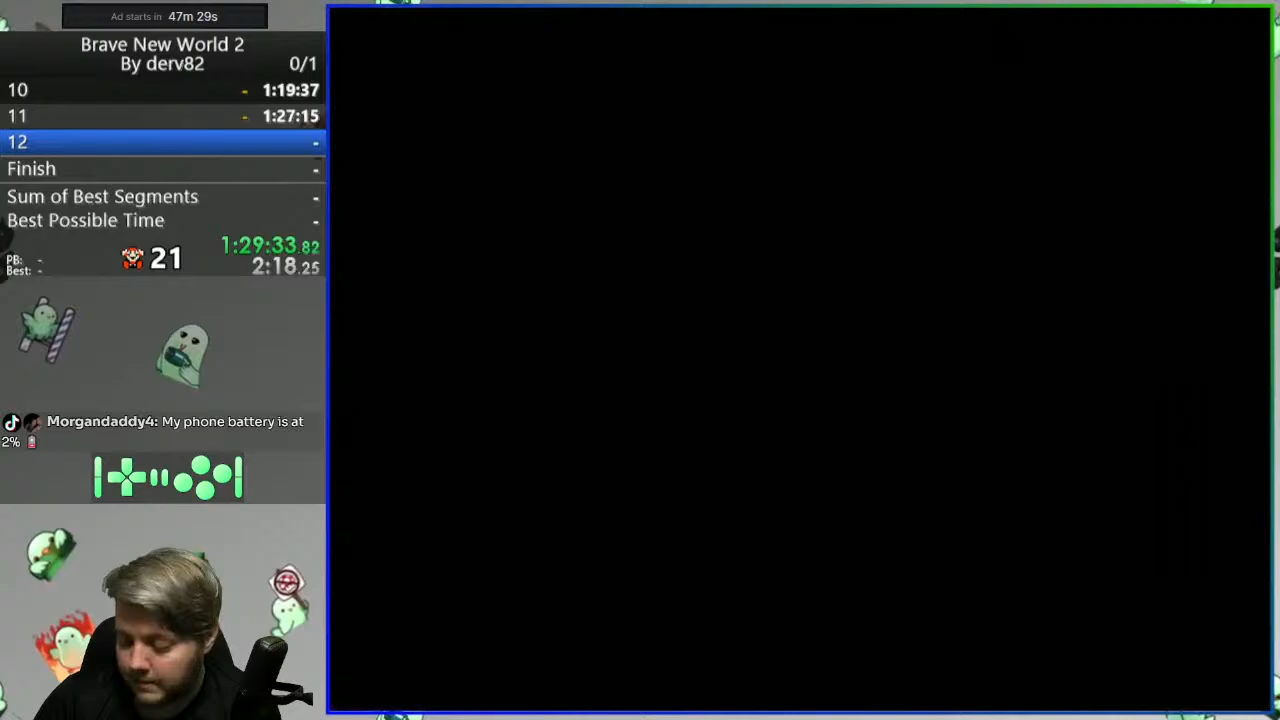 Ad starts in 47m 29s
Brave New World 2
By derv82 0/1
10 - 1:19:37
11 - 1:27:15
12 -
Finish -
Sum of Best Segments -
Best Possible Time -
PB: - 21 1:29:33.82
Best: - 2:18.25
Morgandaddy4: My phone battery is at
2%